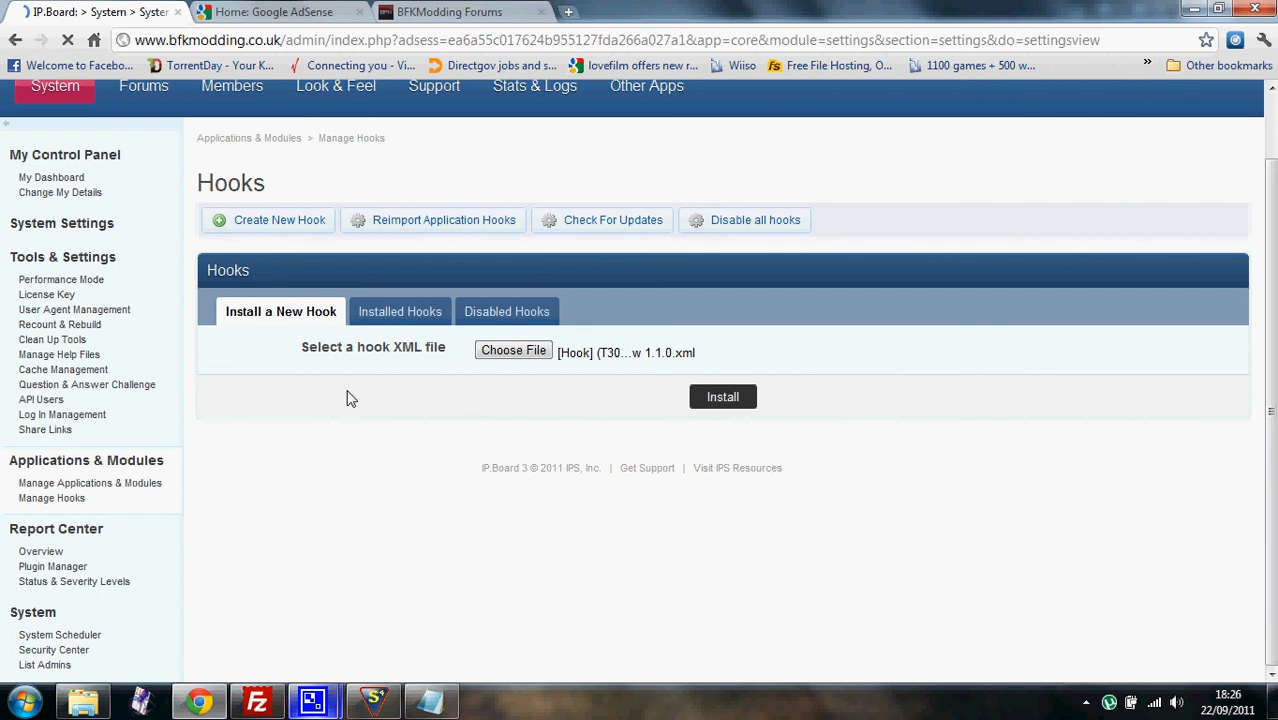 IP.Board: > System > System
Home: Google AdSense
BFKModding Forums
www.bfkmodding.co.uk/admin/index.php?adsess=ea6a55c017624b955127fda266a027a1&app=core&module=settings&section=settings&do=settingsview
Welcome to Facebo... TorrentDay - Your K... Connecting you - Vi... Directgov jobs and s... lovefilm offers new r... Wiiso Free File Hosting, O... 1100 games + 500 w... » Other bookmarks
System Forums Members Look & Feel Support Stats & Logs Other Apps
Applications & Modules > Manage Hooks
My Control Panel
My Dashboard
Change My Details
System Settings
Tools & Settings
Performance Mode
License Key
User Agent Management
Recount & Rebuild
Clean Up Tools
Manage Help Files
Cache Management
Question & Answer Challenge
API Users
Log In Management
Share Links
Applications & Modules
Manage Applications & Modules
Manage Hooks
Report Center
Overview
Plugin Manager
Status & Severity Levels
System
System Scheduler
Security Center
List Admins
Hooks
Create New Hook Reimport Application Hooks Check For Updates Disable all hooks
Hooks
Install a New Hook Installed Hooks Disabled Hooks
Select a hook XML file Choose File [Hook] (T30...w 1.1.0.xml
Install
IP.Board 3 © 2011 IPS, Inc. | Get Support | Visit IPS Resources
18:26
22/09/2011